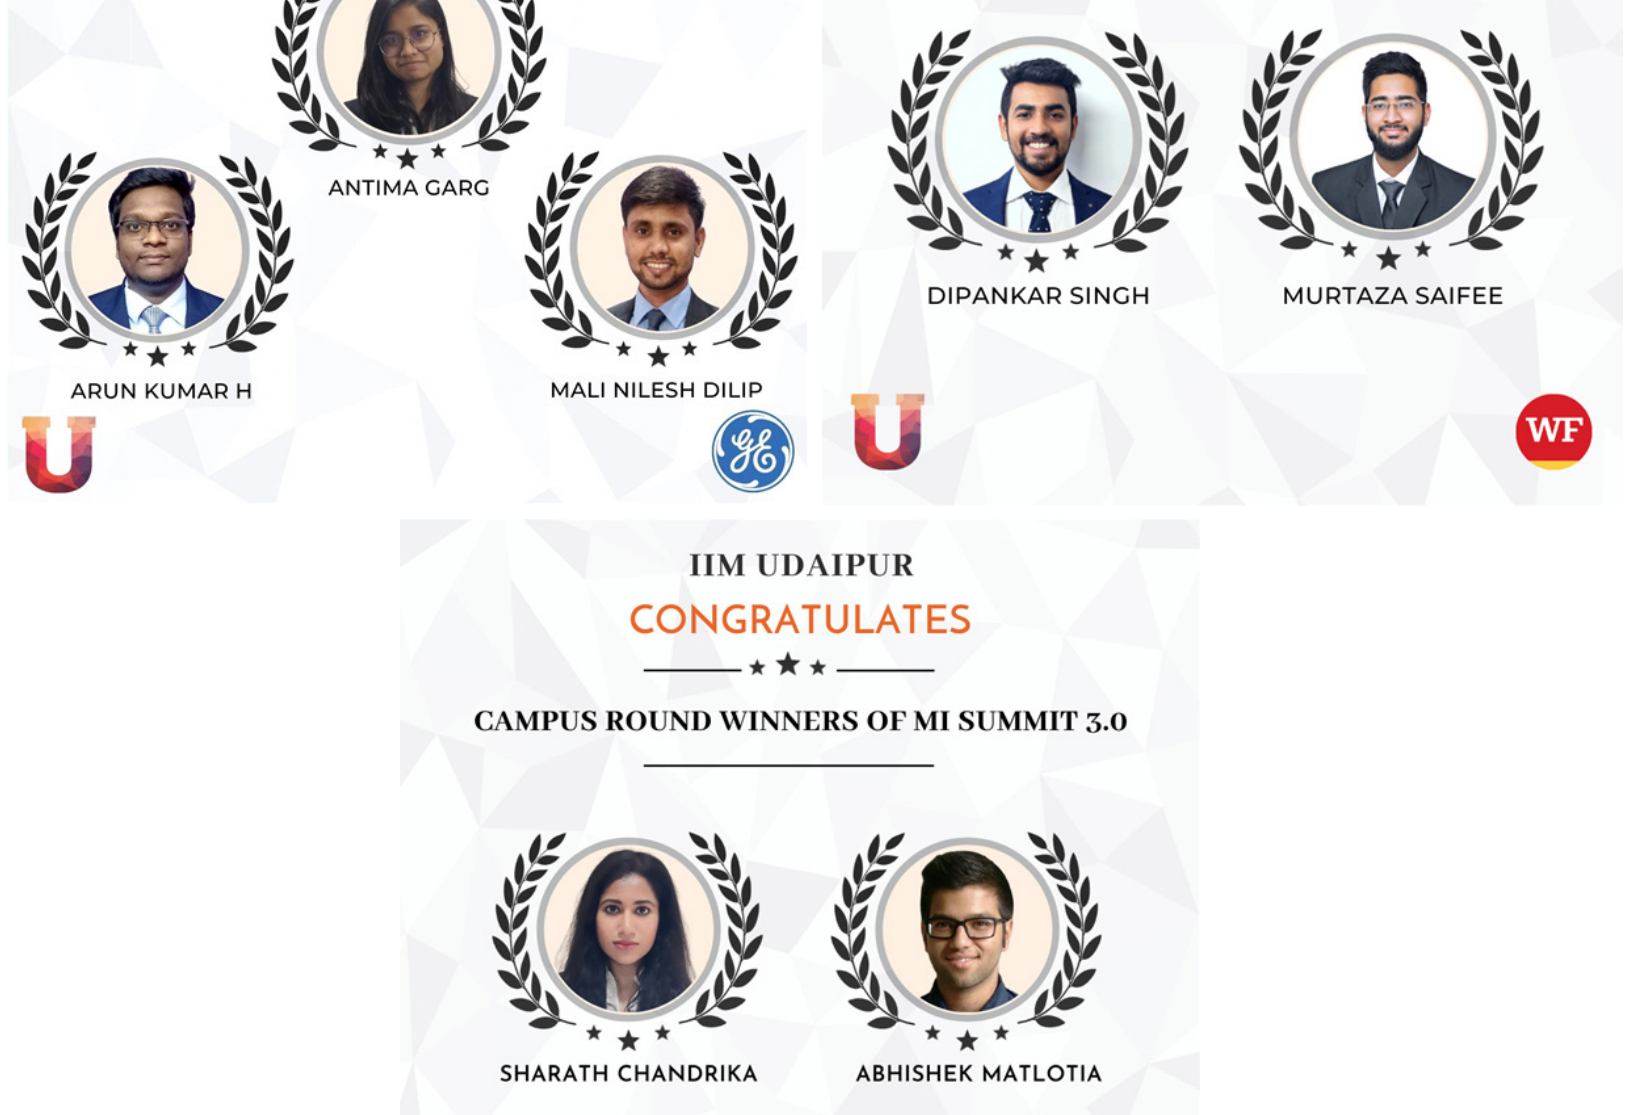 ANTIMA GARG
ARUN KUMAR H
MALI NILESH DILIP
GE
DIPANKAR SINGH
MURTAZA SAIFEE
U
U
WF
IIM UDAIPUR
CONGRATULATES
CAMPUS ROUND WINNERS OF MI SUMMIT 3.0
SHARATH CHANDRIKA
ABHISHEK MATLOTIA